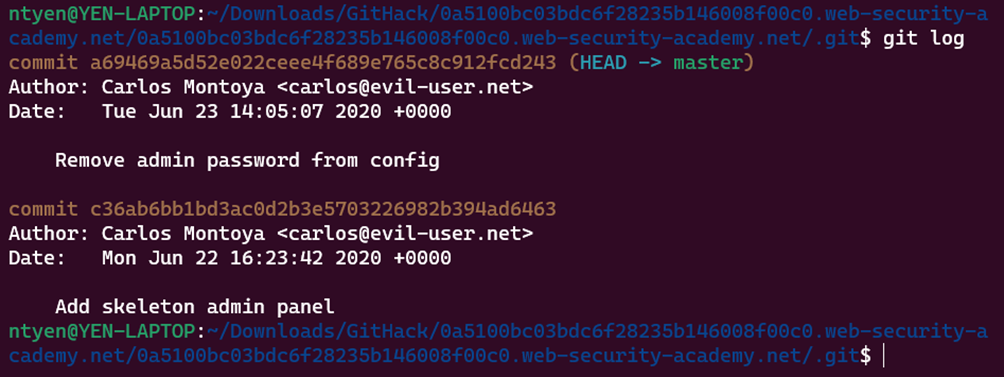 ntyen@YEN-LAPTOP:~/Downloads/GitHack/0a5100bc03bdc6f28235b146008f00c0.web-security-a
cademy.net/0a5100bc03bdc6f28235b146008f00c0.web-security-academy.net/.git$ git log
commit a69469a5d52e022ceee4f689e765c8c912fcd243 (HEAD -> master)
Author: Carlos Montoya <carlos@evil-user.net>
Date:   Tue Jun 23 14:05:07 2020 +0000
    Remove admin password from config
commit c36ab6bb1bd3ac0d2b3e5703226982b394ad6463
Author: Carlos Montoya <carlos@evil-user.net>
Date:   Mon Jun 22 16:23:42 2020 +0000
    Add skeleton admin panel
ntyen@YEN-LAPTOP:~/Downloads/GitHack/0a5100bc03bdc6f28235b146008f00c0.web-security-a
cademy.net/0a5100bc03bdc6f28235b146008f00c0.web-security-academy.net/.git$